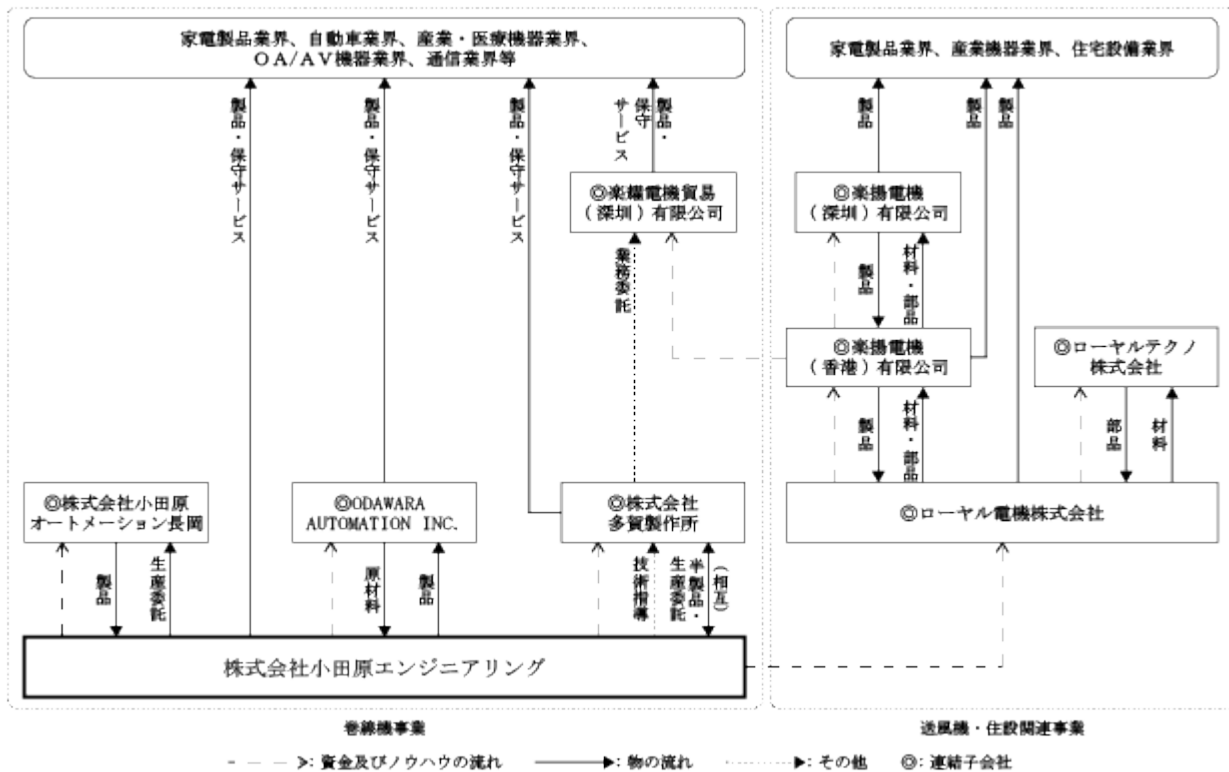 家電製品業界、自動車業界、産業・医療機器業界、
OA/AV機器業界、通信業界等
家電製品業界、産業機器業界、住宅設備業界
製品・保守サービス
製品・保守サービス
製品・保守サービス
製品・
保守
サービス
製品
製品
製品
◎楽耀電機貿易
(深圳)有限公司
◎楽揚電機
(深圳)有限公司
業務委託
製品
材料・部品
◎楽揚電機
(香港)有限公司
◎ローヤルテクノ
株式会社
製品
材料・部品
部品
材料
◎株式会社小田原
オートメーション長岡
◎ODAWARA
AUTOMATION INC.
◎株式会社
多賀製作所
◎ローヤル電機株式会社
製品
生産委託
原材料
製品
技術指導
生産委託
半製品・
(相互)
株式会社小田原エンジニアリング
巻線機事業
送風機・住設関連事業
:資金及びノウハウの流れ
:物の流れ
:その他
◎:連結子会社